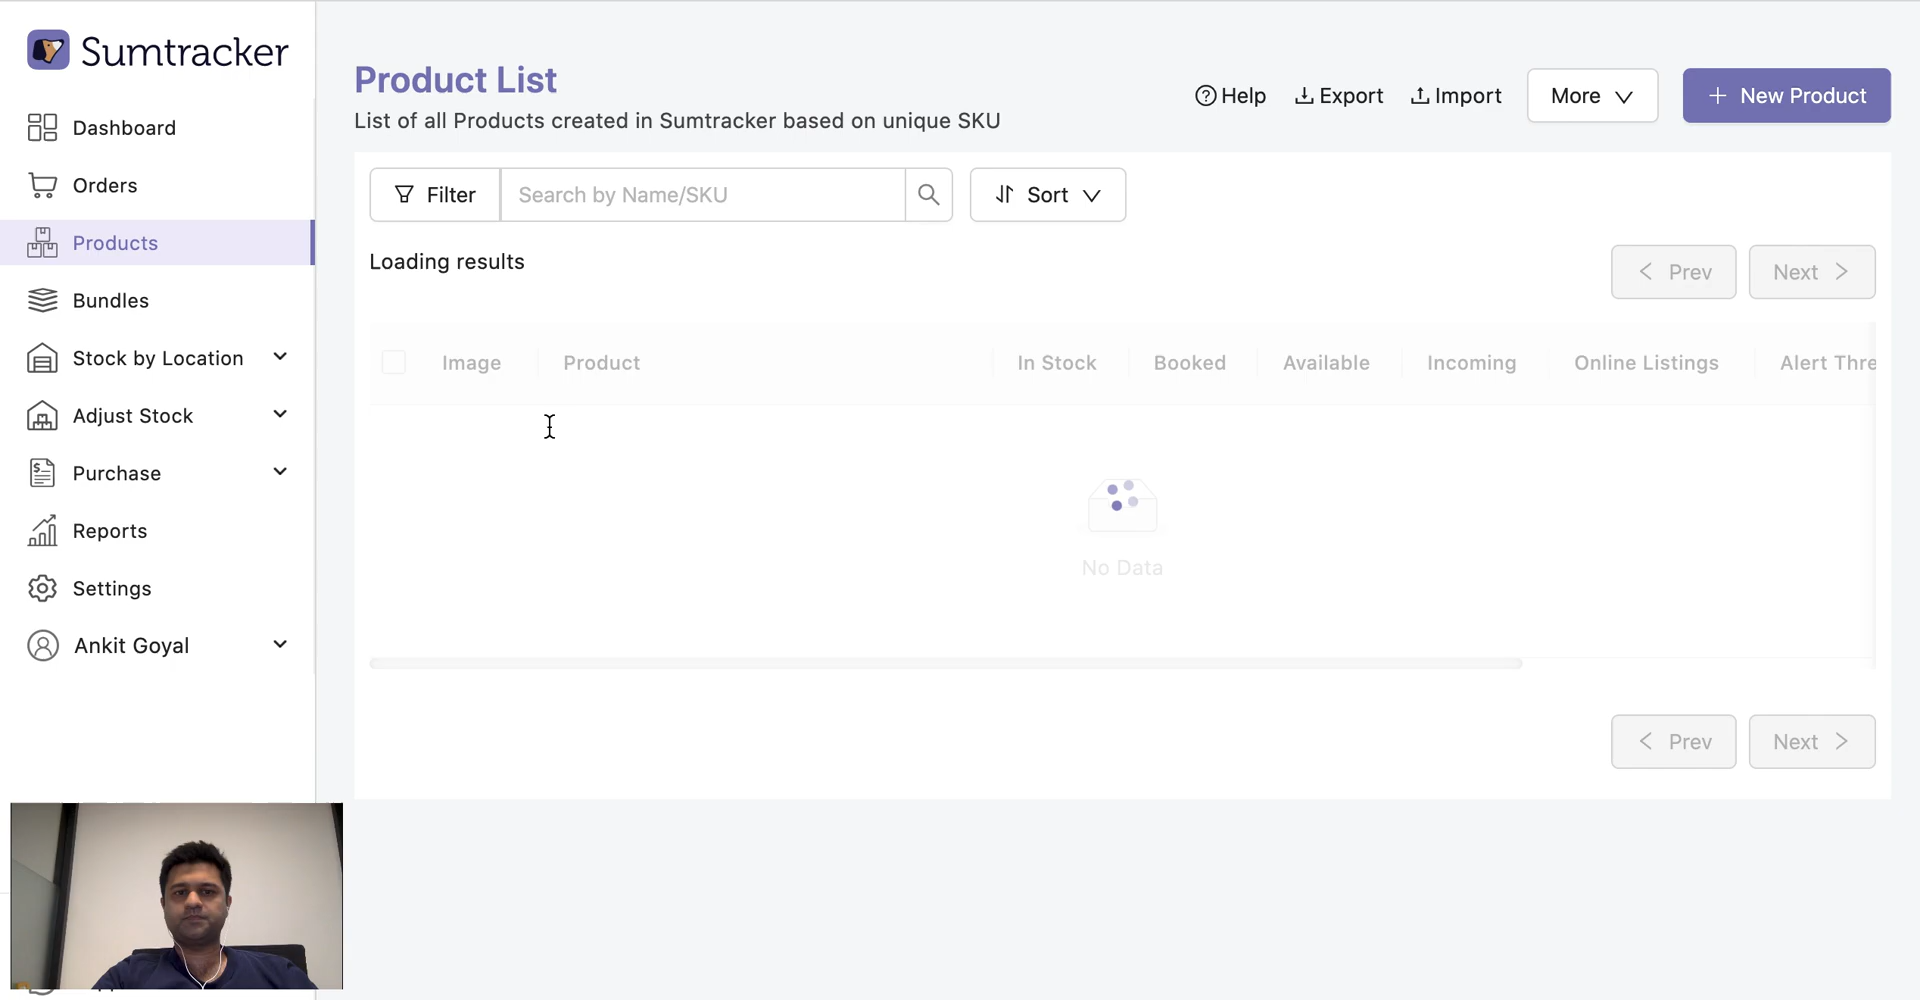 Sumtracker
Dashboard
Orders
Products
Bundles
Stock by Location
Adjust Stock
Purchase
Reports
Settings
Ankit Goyal
Product List
List of all Products created in Sumtracker based on unique SKU
Help
Export
Import
More
+ New Product
Filter
Search by Name/SKU
Sort
Loading results
< Prev
Next >
Image
Product
In Stock
Booked
Available
Incoming
Online Listings
Alert Thre
No Data
< Prev
Next >